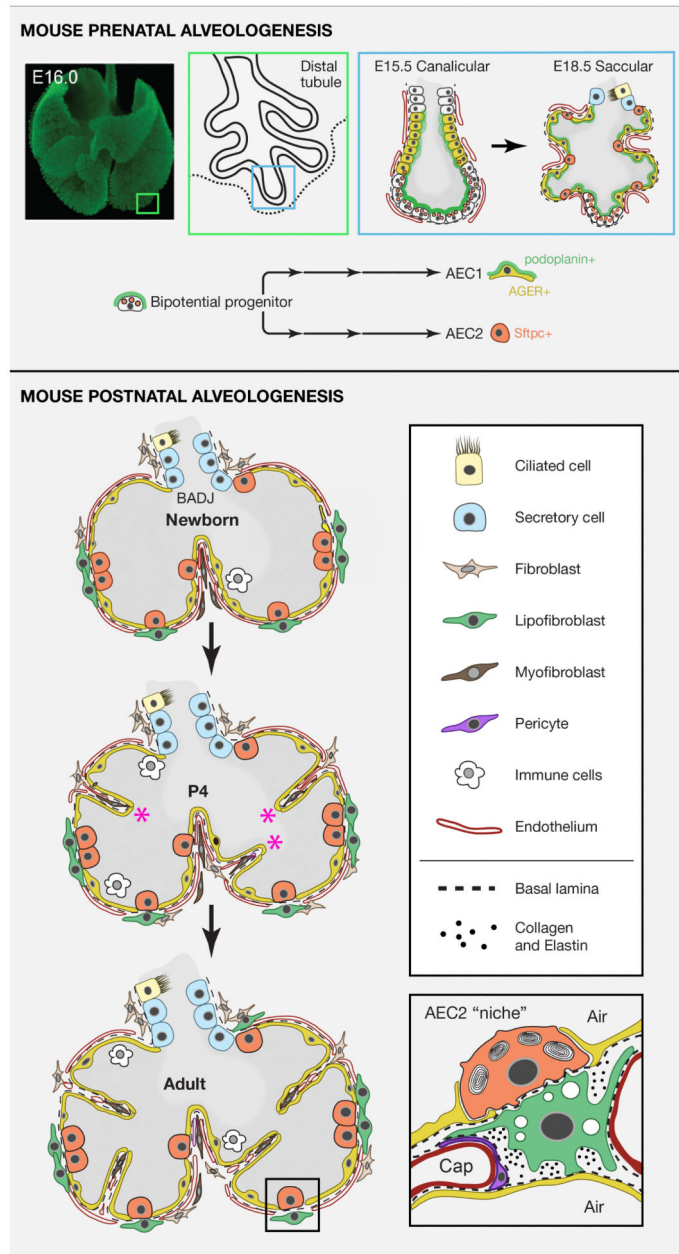 MOUSE PRENATAL ALVEOLOGENESIS
E16.0
Distal
tubule
E15.5 Canalicular
E18.5 Saccular
Bipotential progenitor
AEC1
podoplanin+
AGER+
AEC2
Sftpc+
MOUSE POSTNATAL ALVEOLOGENESIS
BADJ
Newborn
P4
*
*
*
Adult
Ciliated cell
Secretory cell
Fibroblast
Lipofibroblast
Myofibroblast
Pericyte
Immune cells
Endothelium
Basal lamina
Collagen
and Elastin
AEC2 “niche”
Air
Cap
Air